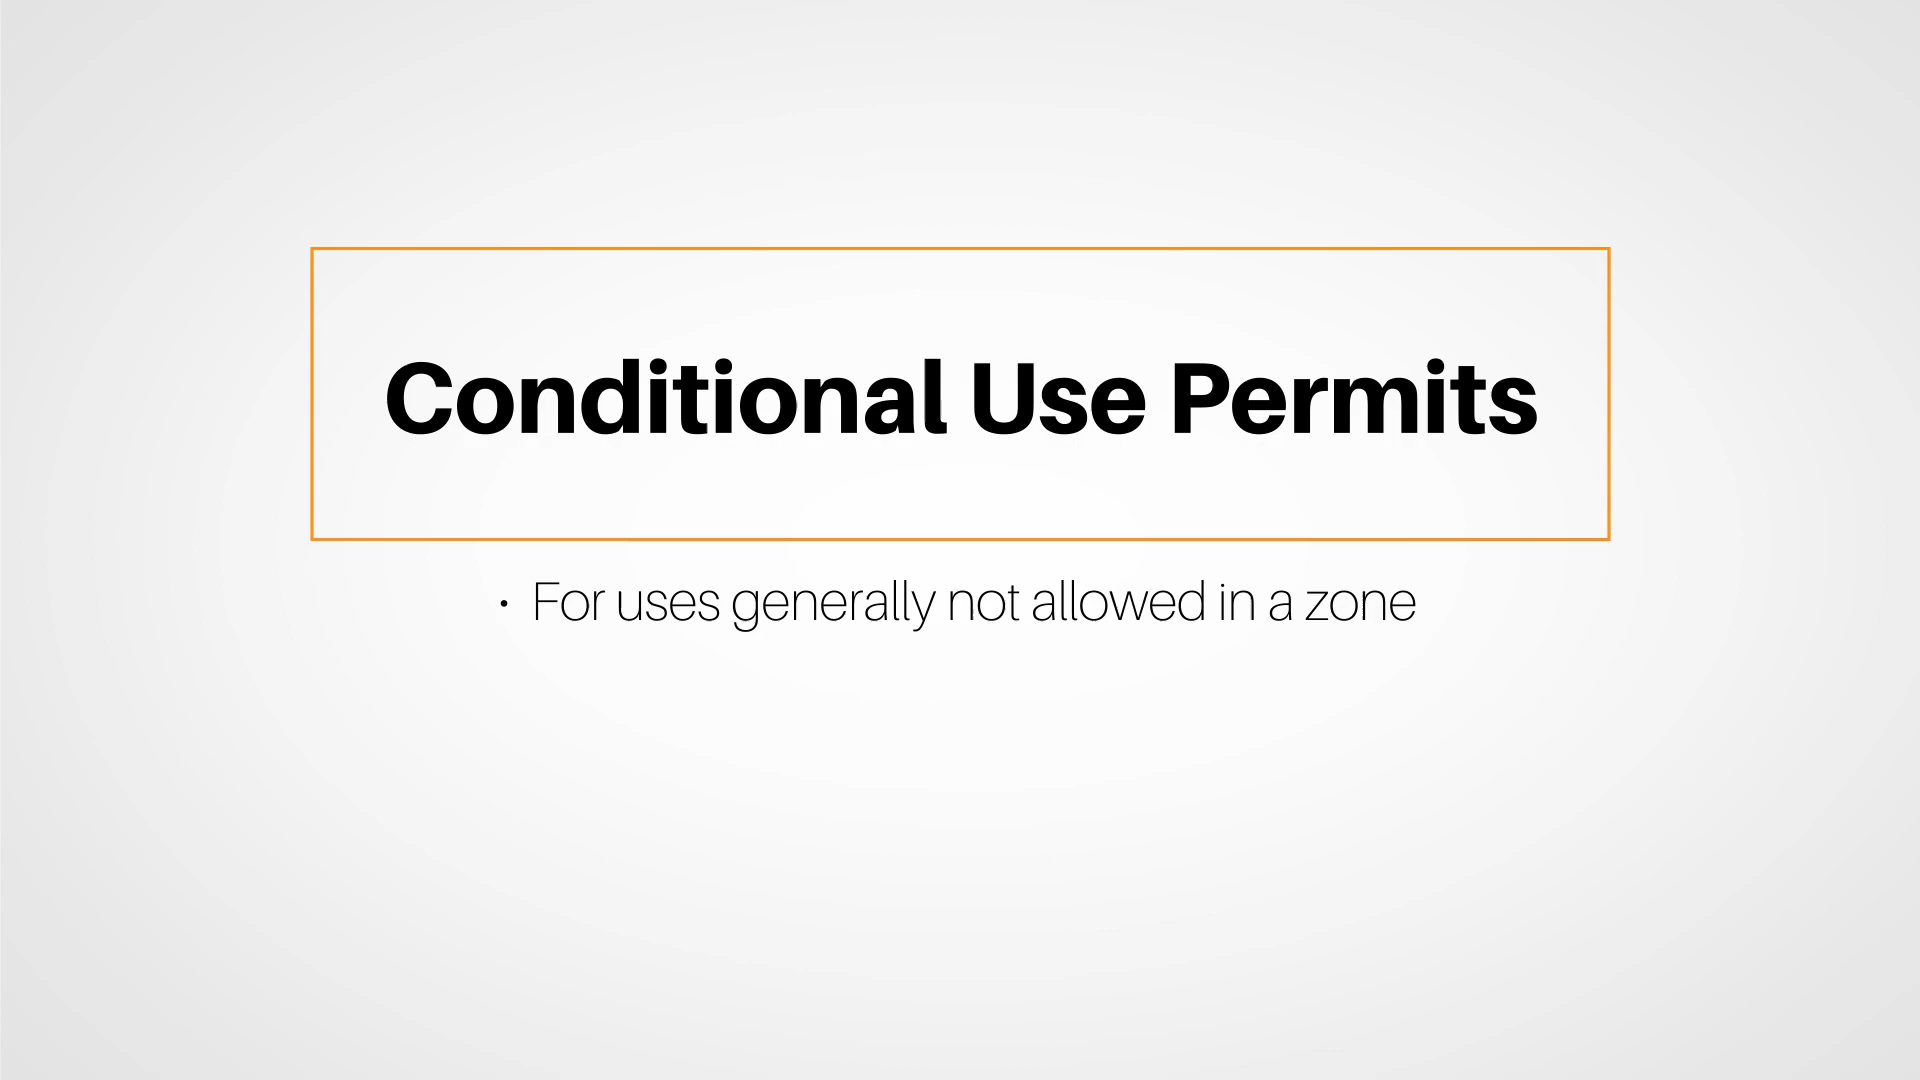 Conditional Use Permits
• For uses generally not allowed in a zone